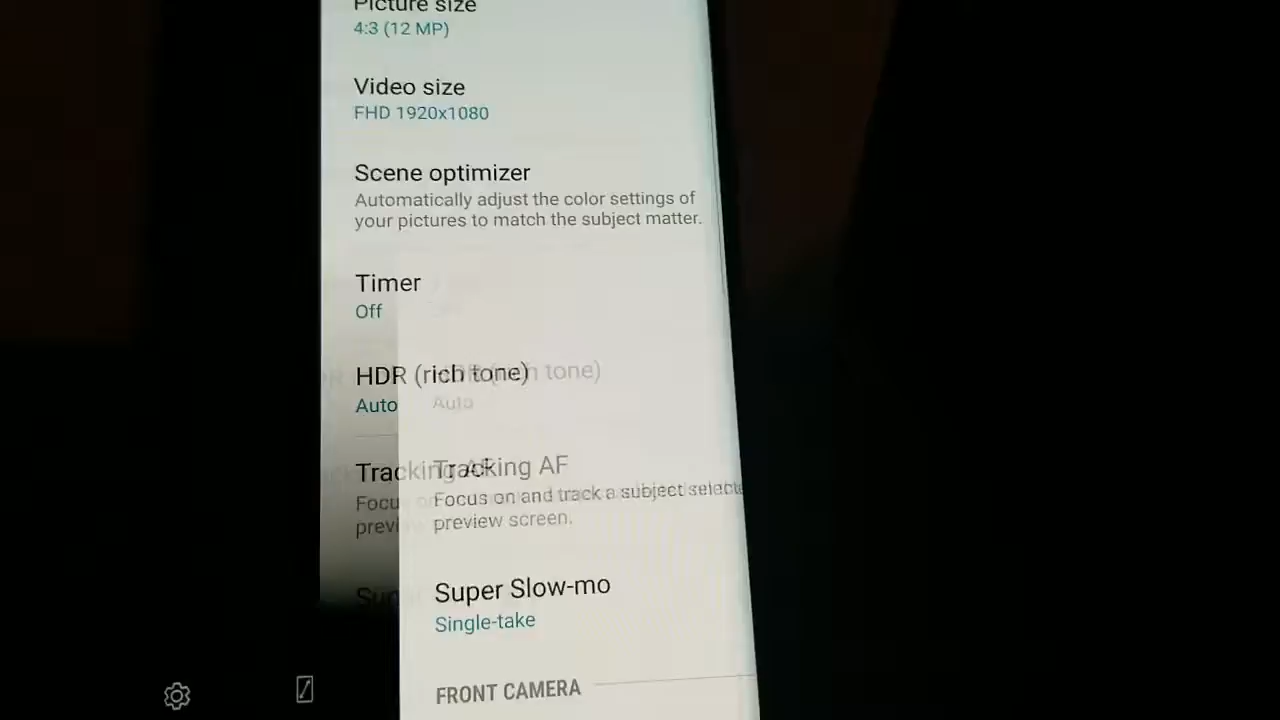 Picture size
4:3 (12 MP)
Video size
FHD 1920x1080
Scene optimizer
Automatically adjust the color settings of
your pictures to match the subject matter.
Timer
Off
HDR (rich tone)
Auto
Auto
Tracking AF
Focus on and track a subject
preview screen.
Super Slow-mo
Single-take
FRONT CAMERA